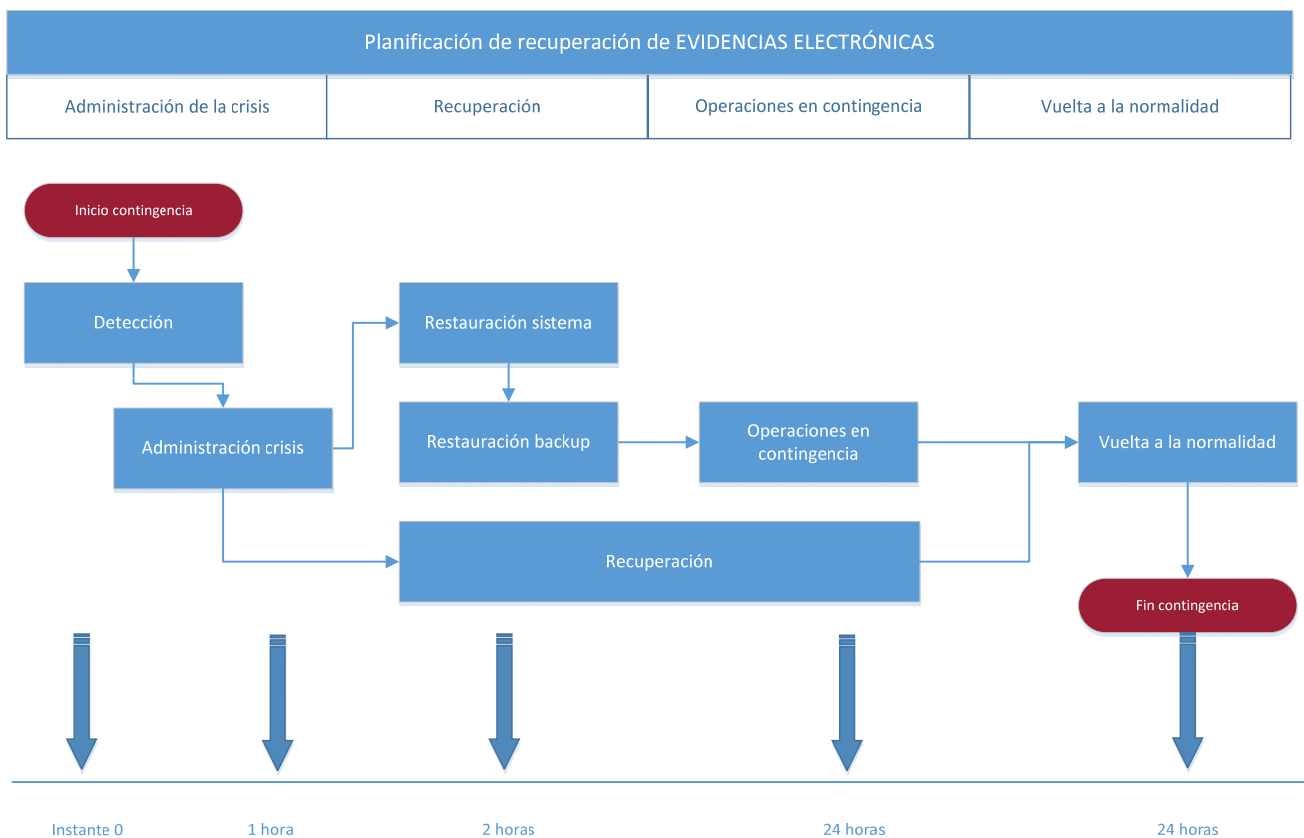 Planificación de recuperación de EVIDENCIAS ELECTRÓNICAS
Administración de la crisis
Recuperación
Operaciones en contingencia
Vuelta a la normalidad
Inicio contingencia
Detección
Restauración sistema
Administración crisis
Restauración backup
Operaciones en
contingencia
Vuelta a la normalidad
Recuperación
Fin contingencia
Instante 0
1 hora
2 horas
24 horas
24 horas